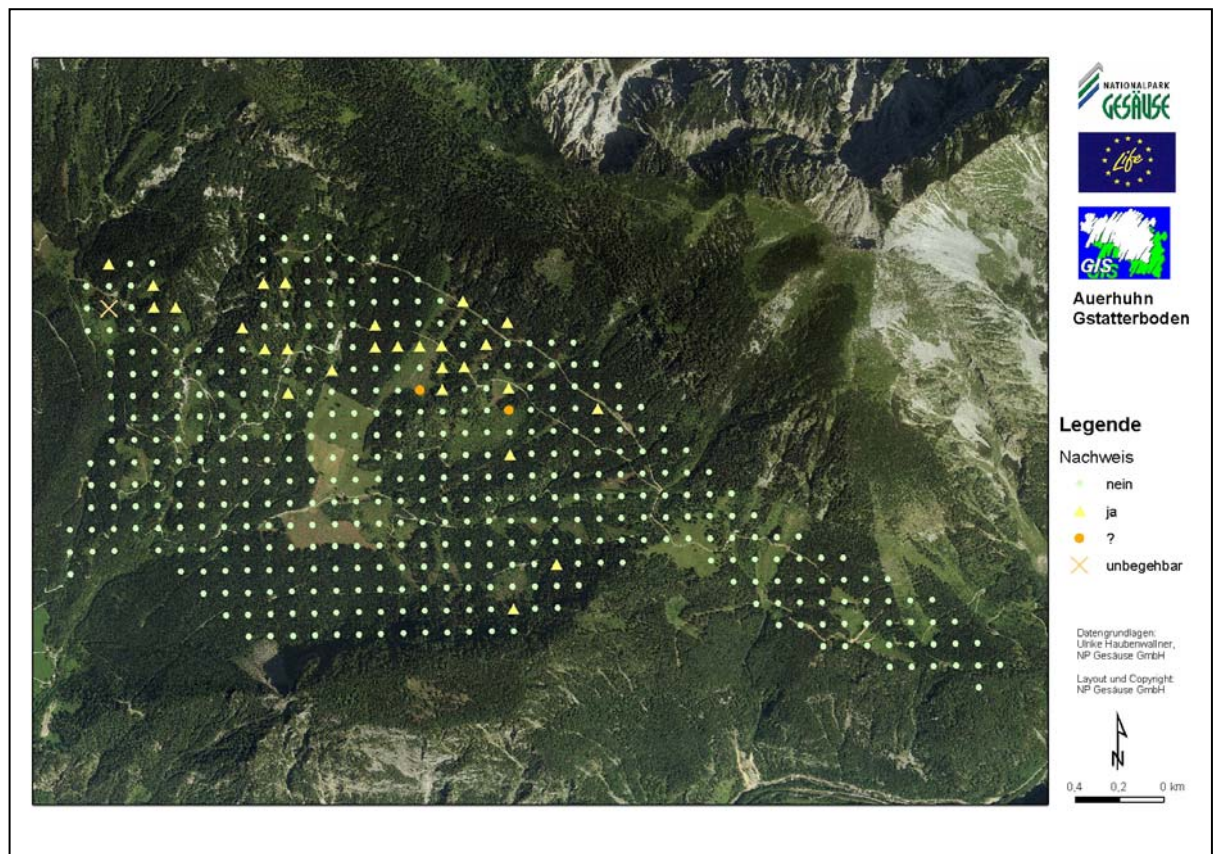 NATIONALPARK
GESÄUSE
Life
GIS
Auerhuhn
Gstatterboden
Legende
Nachweis
nein
ja
?
unbegehbar
Datengrundlagen:
Ulrike Haubenwallner,
NP Gesäuse GmbH
Layout und Copyright:
NP Gesäuse GmbH
N
0,4 0,2 0 km